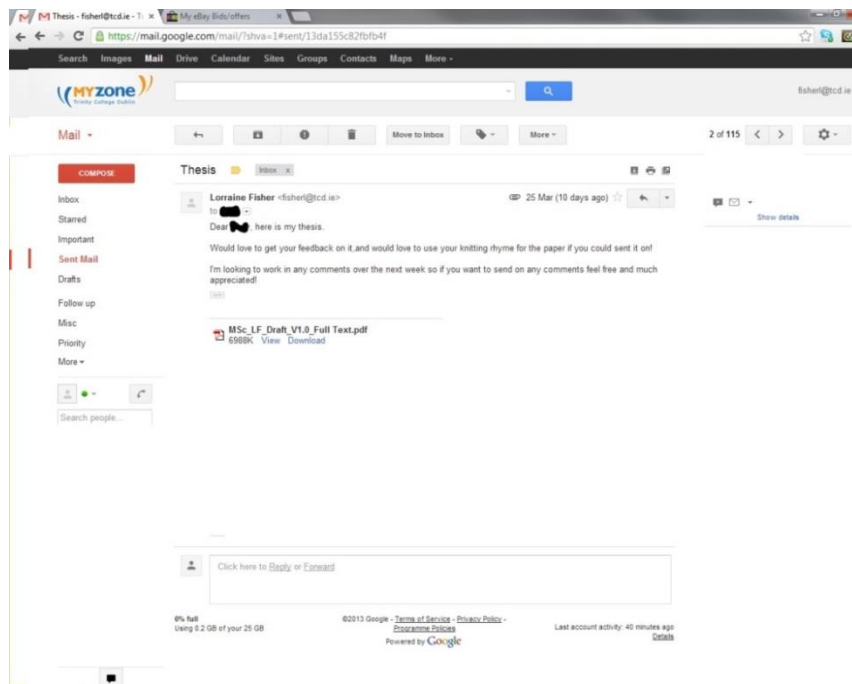 Thesis - fisherl@tcd.ie - Tr
My eBay Bids/offers
https://mail.google.com/mail/?shva=1#sent/13da155c82fbfb4f
Search Images Mail Drive Calendar Sites Groups Contacts Maps More
MYZONE
Trinity College Dublin
fisherl@tcd.ie
Mail
Move to Inbox
More
2 of 115
COMPOSE
Thesis
Inbox x
Inbox
Starred
Important
Sent Mail
Drafts
Follow up
Misc
Priority
More
Search people...
Lorraine Fisher <fisherl@tcd.ie>
25 Mar (10 days ago)
to
Dear , here is my thesis.
Would love to get your feedback on it,and would love to use your knitting rhyme for the paper if you could sent it on!
I'm looking to work in any comments over the next week so if you want to send on any comments feel free and much
appreciated!
MSc_LF_Draft_V1.0_Full Text.pdf
6988K View Download
Show details
Click here to Reply or Forward
0% full
Using 0.2 GB of your 25 GB
©2013 Google - Terms of Service - Privacy Policy -
Programme Policies
Powered by Google
Last account activity: 40 minutes ago
Details